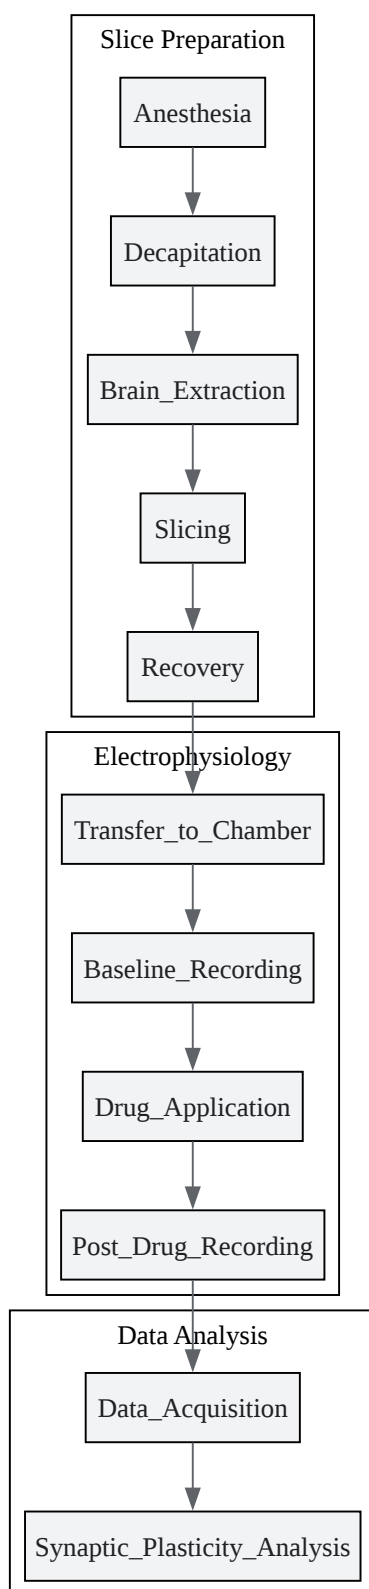 Slice Preparation
Anesthesia
Decapitation
Brain_Extraction
Slicing
Recovery
Electrophysiology
Transfer_to_Chamber
Baseline_Recording
Drug_Application
Post_Drug_Recording
Data Analysis
Data_Acquisition
Synaptic_Plasticity_Analysis